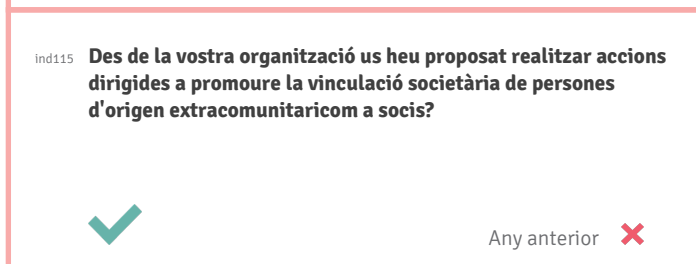 ind115 Des de la vostra organització us heu proposat realitzar accions
dirigides a promoure la vinculació societària de persones
d'origen extracomunitaricom a socis?
Any anterior